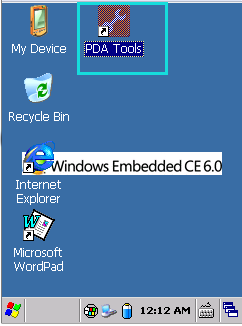 My Device
PDA Tools
Recycle Bin
Windows Embedded CE 6.0
Internet
Explorer
Microsoft
WordPad
12:12 AM